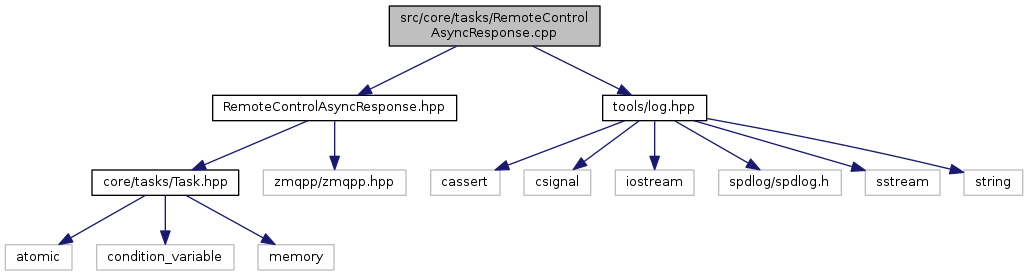 src/core/tasks/RemoteControl
AsyncResponse.cpp
RemoteControlAsyncResponse.hpp
tools/log.hpp
core/tasks/Task.hpp
zmqpp/zmqpp.hpp
cassert
csignal
iostream
spdlog/spdlog.h
sstream
string
atomic
condition_variable
memory